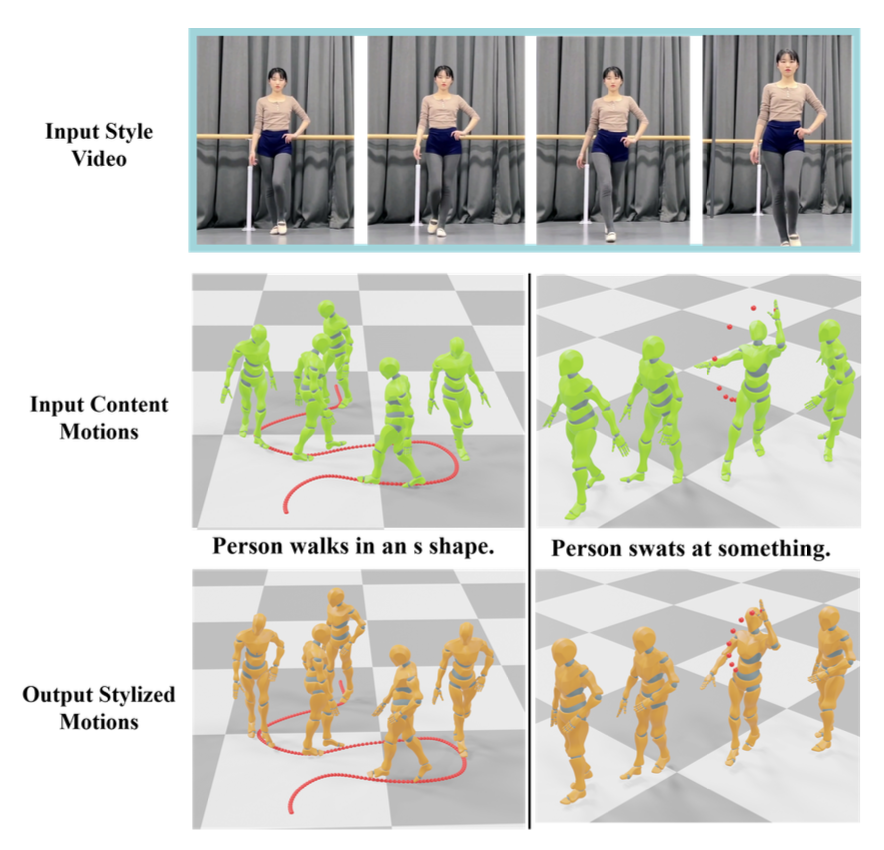 Input Style
Video
Input Content
Motions
Person walks in an s shape.
Person swats at something.
Output Stylized
Motions